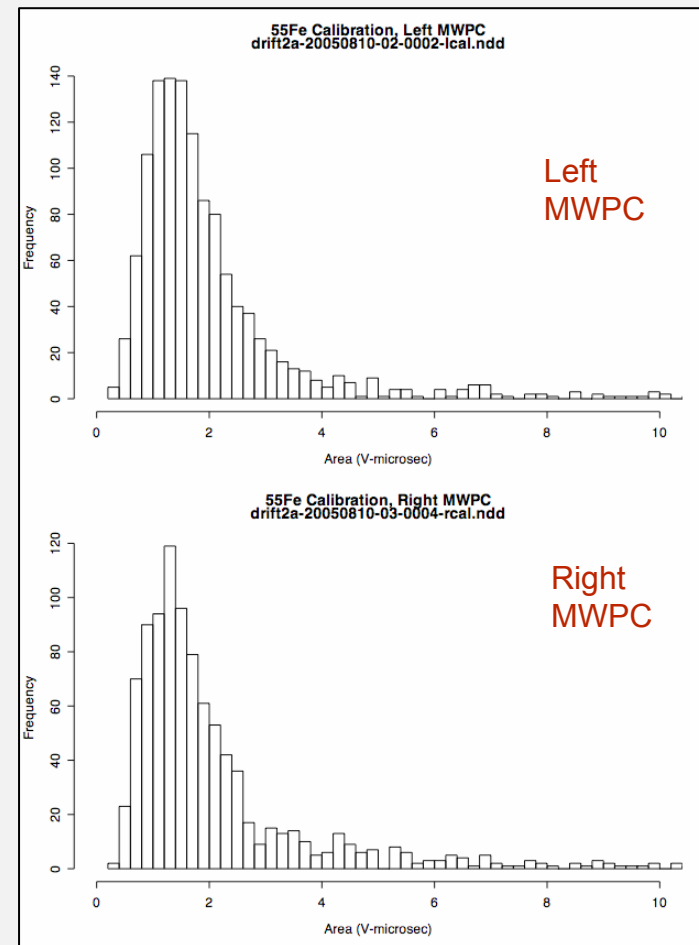 55Fe Calibration, Left MWPC
drift2a-20050810-02-0002-lcal.ndd
Left
MWPC
Frequency
0 20 40 60 80 100 120 140
0 2 4 6 8 10
Area (V-microsec)
55Fe Calibration, Right MWPC
drift2a-20050810-03-0004-rcal.ndd
Right
MWPC
Frequency
0 20 40 60 80 100 120
0 2 4 6 8 10
Area (V-microsec)